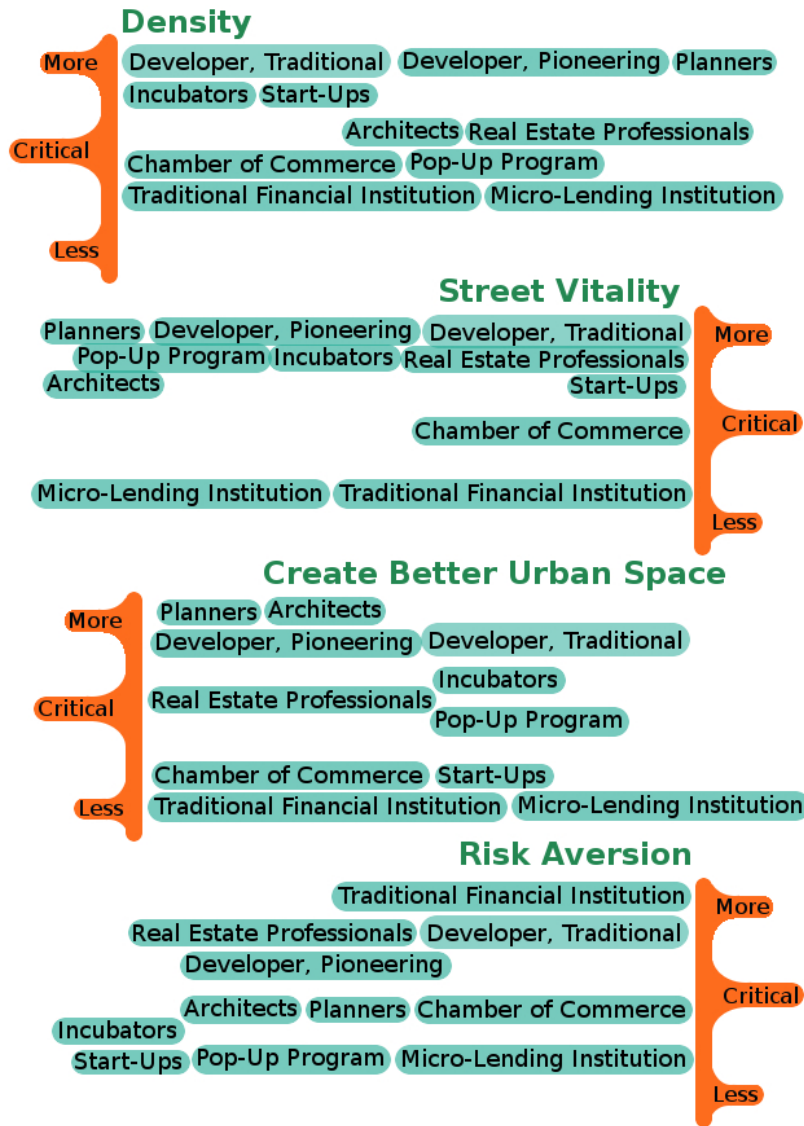 Density
More
Developer, Traditional Developer, Pioneering Planners
Incubators Start-Ups
Architects Real Estate Professionals
Critical
Chamber of Commerce Pop-Up Program
Traditional Financial Institution Micro-Lending Institution
Less
Street Vitality
Planners Developer, Pioneering Developer, Traditional
More
Pop-Up Program Incubators Real Estate Professionals
Architects Start-Ups
Chamber of Commerce
Critical
Micro-Lending Institution Traditional Financial Institution
Less
Create Better Urban Space
More
Planners Architects
Developer, Pioneering Developer, Traditional
Incubators
Real Estate Professionals
Critical
Pop-Up Program
Chamber of Commerce Start-Ups
Less
Traditional Financial Institution Micro-Lending Institution
Risk Aversion
Traditional Financial Institution
More
Real Estate Professionals Developer, Traditional
Developer, Pioneering
Critical
Architects Planners Chamber of Commerce
Incubators
Start-Ups Pop-Up Program Micro-Lending Institution
Less